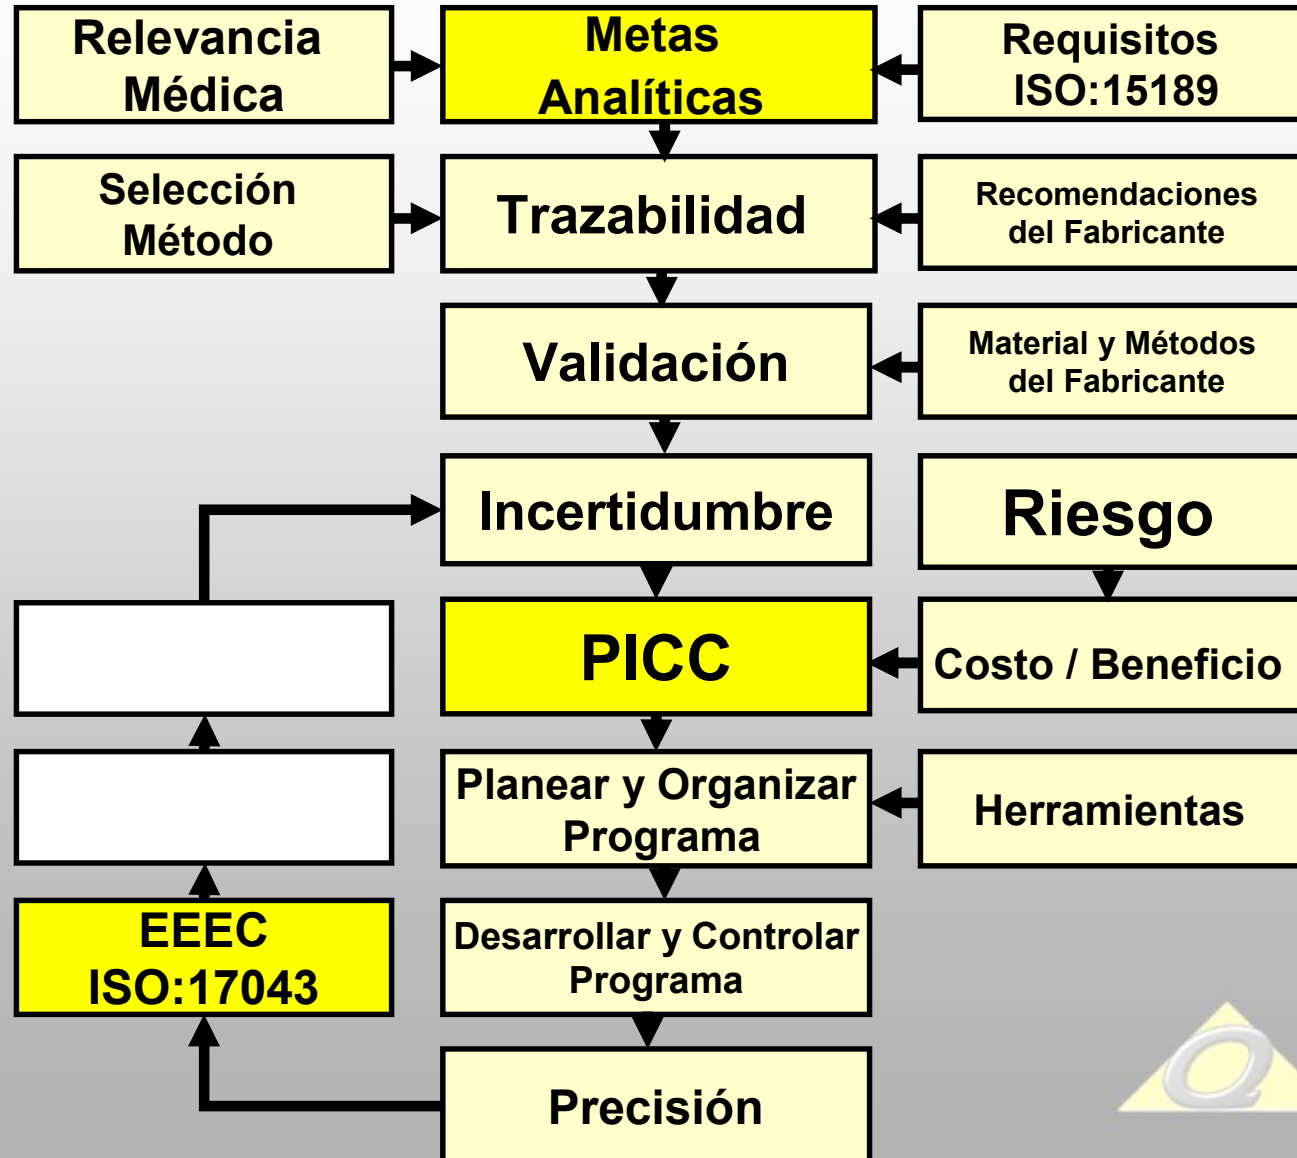 Relevancia
Médica
Metas
Analíticas
Requisitos
ISO:15189
Selección
Método
Trazabilidad
Recomendaciones
del Fabricante
Validación
Material y Métodos
del Fabricante
Incertidumbre
Riesgo
PICC
Costo / Beneficio
Planear y Organizar
Programa
Herramientas
EEEC
ISO:17043
Desarrollar y Controlar
Programa
Precisión
Q